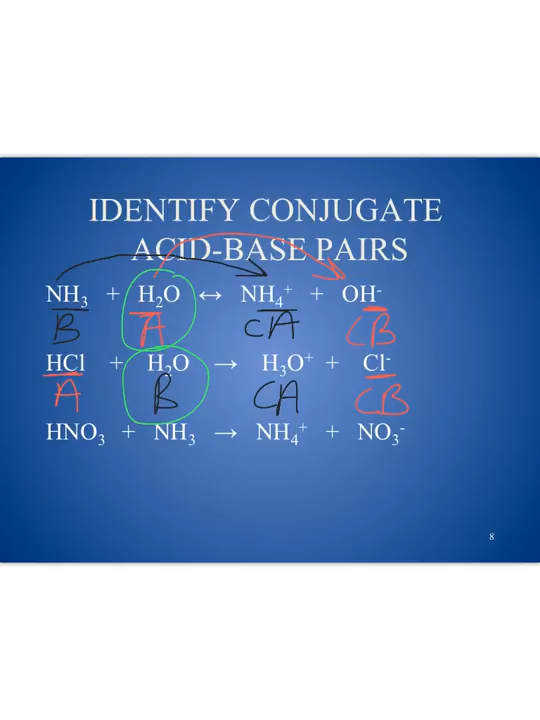 IDENTIFY CONJUGATE
ACID-BASE PAIRS
NH₃ + H₂O ↔ NH₄⁺ + OH⁻
B A CA CB
HCl + H₂O → H₃O⁺ + Cl⁻
A B CA CB
HNO₃ + NH₃ → NH₄⁺ + NO₃⁻
8